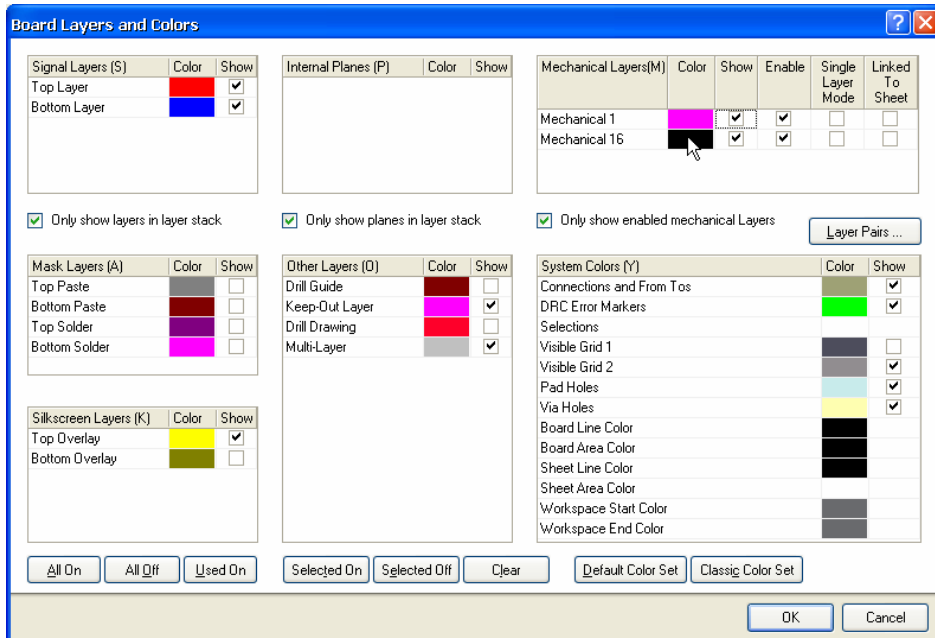 Board Layers and Colors
Signal Layers (S) Color Show
Top Layer
Bottom Layer
Internal Planes (P) Color Show
Mechanical Layers(M) Color Show Enable Single Layer Mode Linked To Sheet
Mechanical 1
Mechanical 16
Only show layers in layer stack
Only show planes in layer stack
Only show enabled mechanical Layers
Layer Pairs ...
Mask Layers (A) Color Show
Top Paste
Bottom Paste
Top Solder
Bottom Solder
Other Layers (O) Color Show
Drill Guide
Keep-Out Layer
Drill Drawing
Multi-Layer
System Colors (Y) Color Show
Connections and From Tos
DRC Error Markers
Selections
Visible Grid 1
Visible Grid 2
Pad Holes
Via Holes
Board Line Color
Board Area Color
Sheet Line Color
Sheet Area Color
Workspace Start Color
Workspace End Color
Silkscreen Layers (K) Color Show
Top Overlay
Bottom Overlay
All On All Off Used On Selected On Selected Off Clear Default Color Set Classic Color Set
OK Cancel